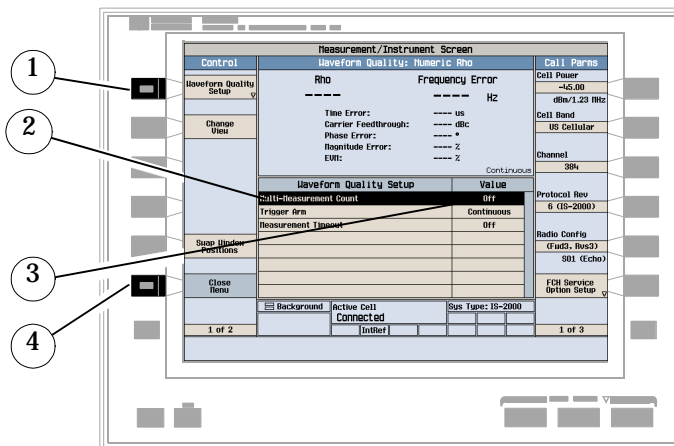 Measurement/Instrument Screen
Control
Waveform Quality: Numeric Rho
Call Parms
1
Waveform Quality
Setup
Rho
Frequency Error
----
---- Hz
Time Error: ---- us
Carrier Feedthrough: ---- dBc
Phase Error: ---- °
Magnitude Error: ---- %
EVM: ---- %
Continuous
Cell Power
-45.00
dBm/1.23 MHz
2
Change
View
Cell Band
US Cellular
Channel
384
Waveform Quality Setup
Value
Multi-Measurement Count
Off
Trigger Arm
Continuous
Measurement Timeout
Off
Protocol Rev
6 (IS-2000)
3
Swap Window
Positions
Radio Config
(Fwd3, Rvs3)
SO1 (Echo)
4
Close
Menu
FCH Service
Option Setup
Background
Active Cell
Connected
Sys Type: IS-2000
IntRef
1 of 2
1 of 3